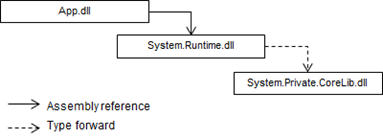 App.dll
System.Runtime.dll
System.Private.CoreLib.dll
Assembly reference
Type forward